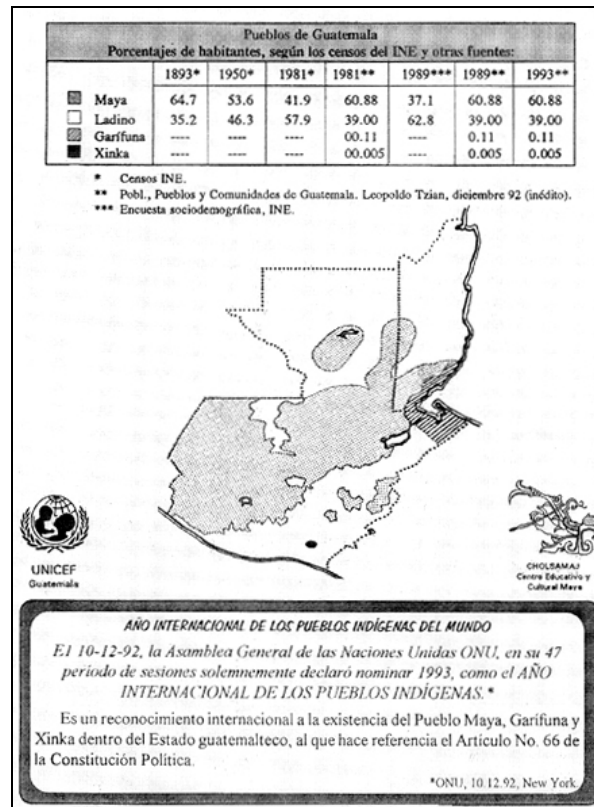 Pueblos de Guatemala
Porcentajes de habitantes, según los censos del INE y otras fuentes:
1893* 1950* 1981* 1981** 1989*** 1989** 1993**
Maya 64.7 53.6 41.9 60.88 37.1 60.88 60.88
Ladino 35.2 46.3 57.9 39.00 62.8 39.00 39.00
Garífuna ---- ---- ---- 00.11 ---- 0.11 0.11
Xinka ---- ---- ---- 00.005 ---- 0.005 0.005
* Censos INE.
** Pobl., Pueblos y Comunidades de Guatemala. Leopoldo Tzian, diciembre 92 (inédito).
*** Encuesta sociodemográfica, INE.
UNICEF
Guatemala
CHOLSAMAJ
Centro Educativo y
Cultural Maya
AÑO INTERNACIONAL DE LOS PUEBLOS INDÍGENAS DEL MUNDO
El 10-12-92, la Asamblea General de las Naciones Unidas ONU, en su 47
período de sesiones solemnemente declaró nominar 1993, como el AÑO
INTERNACIONAL DE LOS PUEBLOS INDÍGENAS.*
Es un reconocimiento internacional a la existencia del Pueblo Maya, Garífuna y
Xinka dentro del Estado guatemalteco, al que hace referencia el Artículo No. 66 de
la Constitución Política.
*ONU, 10.12.92, New York